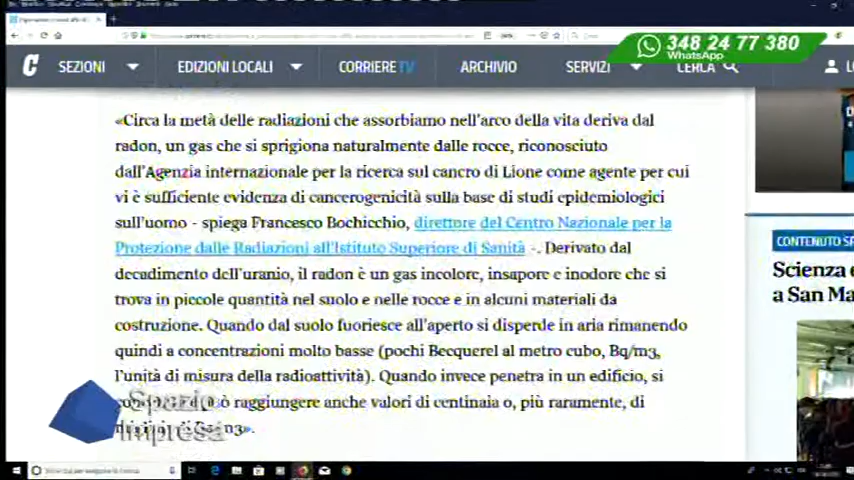 348 24 77 380
WhatsApp
C SEZIONI EDIZIONI LOCALI CORRIERE TV ARCHIVIO SERVIZI CERCA
«Circa la metà delle radiazioni che assorbiamo nell'arco della vita deriva dal
radon, un gas che si sprigiona naturalmente dalle rocce, riconosciuto
dall'Agenzia internazionale per la ricerca sul cancro di Lione come agente per cui
vi è sufficiente evidenza di cancerogenicità sulla base di studi epidemiologici
sull'uomo - spiega Francesco Bochicchio, direttore del Centro Nazionale per la
Protezione dalle Radiazioni all'Istituto Superiore di Sanità -. Derivato dal
decadimento dell'uranio, il radon è un gas incolore, insapore e inodore che si
trova in piccole quantità nel suolo e nelle rocce e in alcuni materiali da
costruzione. Quando dal suolo fuoriesce all'aperto si disperde in aria rimanendo
quindi a concentrazioni molto basse (pochi Becquerel al metro cubo, Bq/m3,
l'unità di misura della radioattività). Quando invece penetra in un edificio, si
raggiungere anche valori di centinaia o, più raramente, di
CONTENUTO
Scienza e
a San Ma
Spazio
Impresa